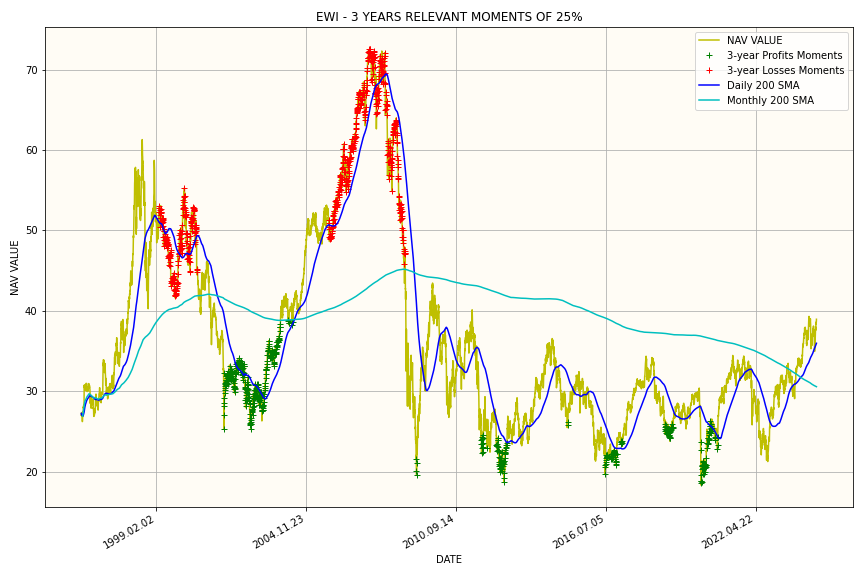 EWI - 3 YEARS RELEVANT MOMENTS OF 25%
NAV VALUE
3-year Profits Moments
3-year Losses Moments
Daily 200 SMA
Monthly 200 SMA
NAV VALUE
70
60
50
40
30
20
1999.02.02
2004.11.23
2010.09.14
2016.07.05
2022.04.22
DATE